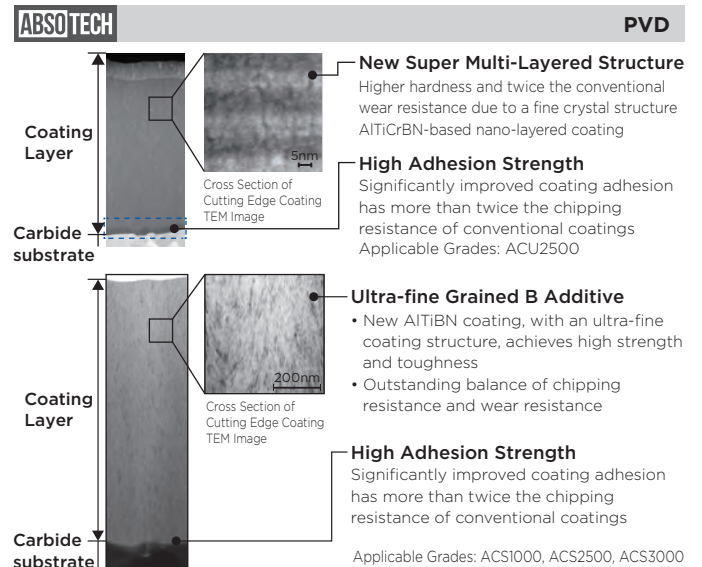 ABSOTECH
PVD
New Super Multi-Layered Structure
Higher hardness and twice the conventional
wear resistance due to a fine crystal structure
AlTiCrBN-based nano-layered coating
Coating
Layer
5nm
Cross Section of
Cutting Edge Coating
TEM Image
High Adhesion Strength
Significantly improved coating adhesion
has more than twice the chipping
resistance of conventional coatings
Applicable Grades: ACU2500
Carbide
substrate
Ultra-fine Grained B Additive
• New AlTiBN coating, with an ultra-fine
coating structure, achieves high strength
and toughness
• Outstanding balance of chipping
resistance and wear resistance
200nm
Coating
Layer
Cross Section of
Cutting Edge Coating
TEM Image
High Adhesion Strength
Significantly improved coating adhesion
has more than twice the chipping
resistance of conventional coatings
Carbide
substrate
Applicable Grades: ACS1000, ACS2500, ACS3000